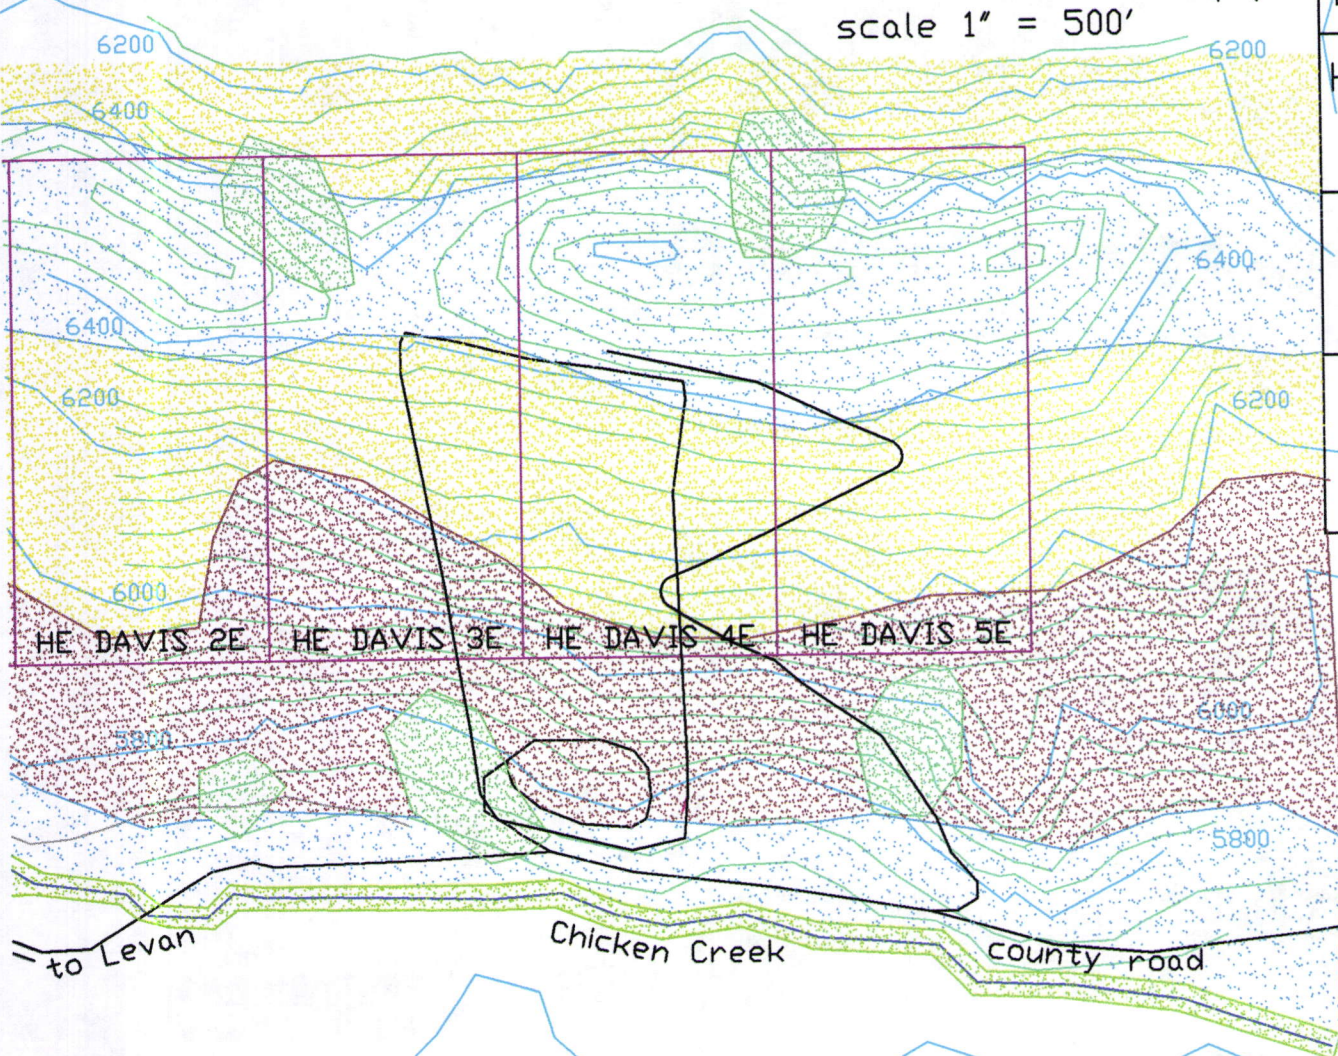 scale 1" = 500'
6200
6200
6400
6400
6400
6200
6200
6000
HE DAVIS 2E
HE DAVIS 3E
HE DAVIS 4E
HE DAVIS 5E
6000
5800
5800
to Levan
Chicken Creek
county road